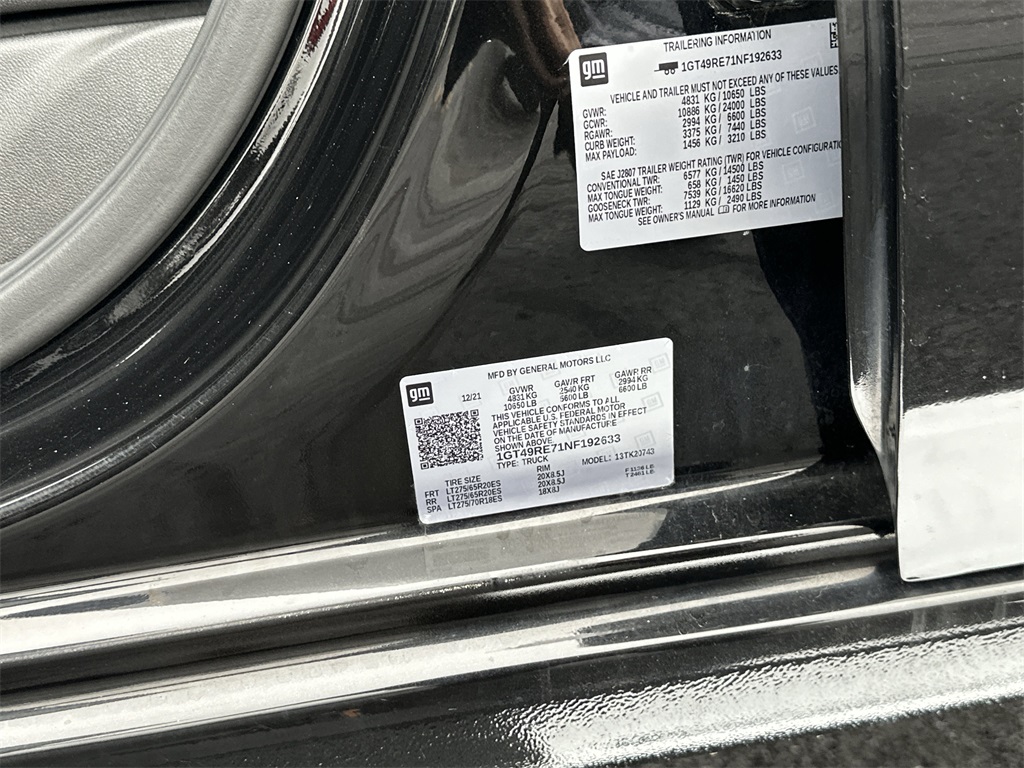 gm
TRAILERING INFORMATION
1GT49RE71NF192633
VEHICLE AND TRAILER MUST NOT EXCEED ANY OF THESE VALUES
GVWR: 4831 KG / 10650 LBS
GCWR: 10886 KG / 24000 LBS
RGAWR: 2994 KG / 6600 LBS
CURB WEIGHT: 3375 KG / 7440 LBS
MAX PAYLOAD: 1456 KG / 3210 LBS
SAE J2807 TRAILER WEIGHT RATING (TWR) FOR VEHICLE CONFIGURATIO
CONVENTIONAL TWR: 6577 KG / 14500 LBS
MAX TONGUE WEIGHT: 658 KG / 1450 LBS
GOOSENECK TWR: 7539 KG / 16620 LBS
MAX TONGUE WEIGHT: 1129 KG / 2490 LBS
SEE OWNER'S MANUAL FOR MORE INFORMATION
gm
MFD BY GENERAL MOTORS LLC
12/21 GVWR GAWR FRT GAWR RR
4831 KG 2540 KG 2994 KG
10650 LB 5600 LB 6600 LB
THIS VEHICLE CONFORMS TO ALL
APPLICABLE U.S. FEDERAL MOTOR
VEHICLE SAFETY STANDARDS IN EFFECT
ON THE DATE OF MANUFACTURE
SHOWN ABOVE.
1GT49RE71NF192633
TYPE: TRUCK MODEL: 13TK20743
TIRE SIZE RIM
FRT LT275/65R20ES 20X8.5J
RR LT275/65R20ES 20X8.5J
SPA LT275/70R18ES 18X8J